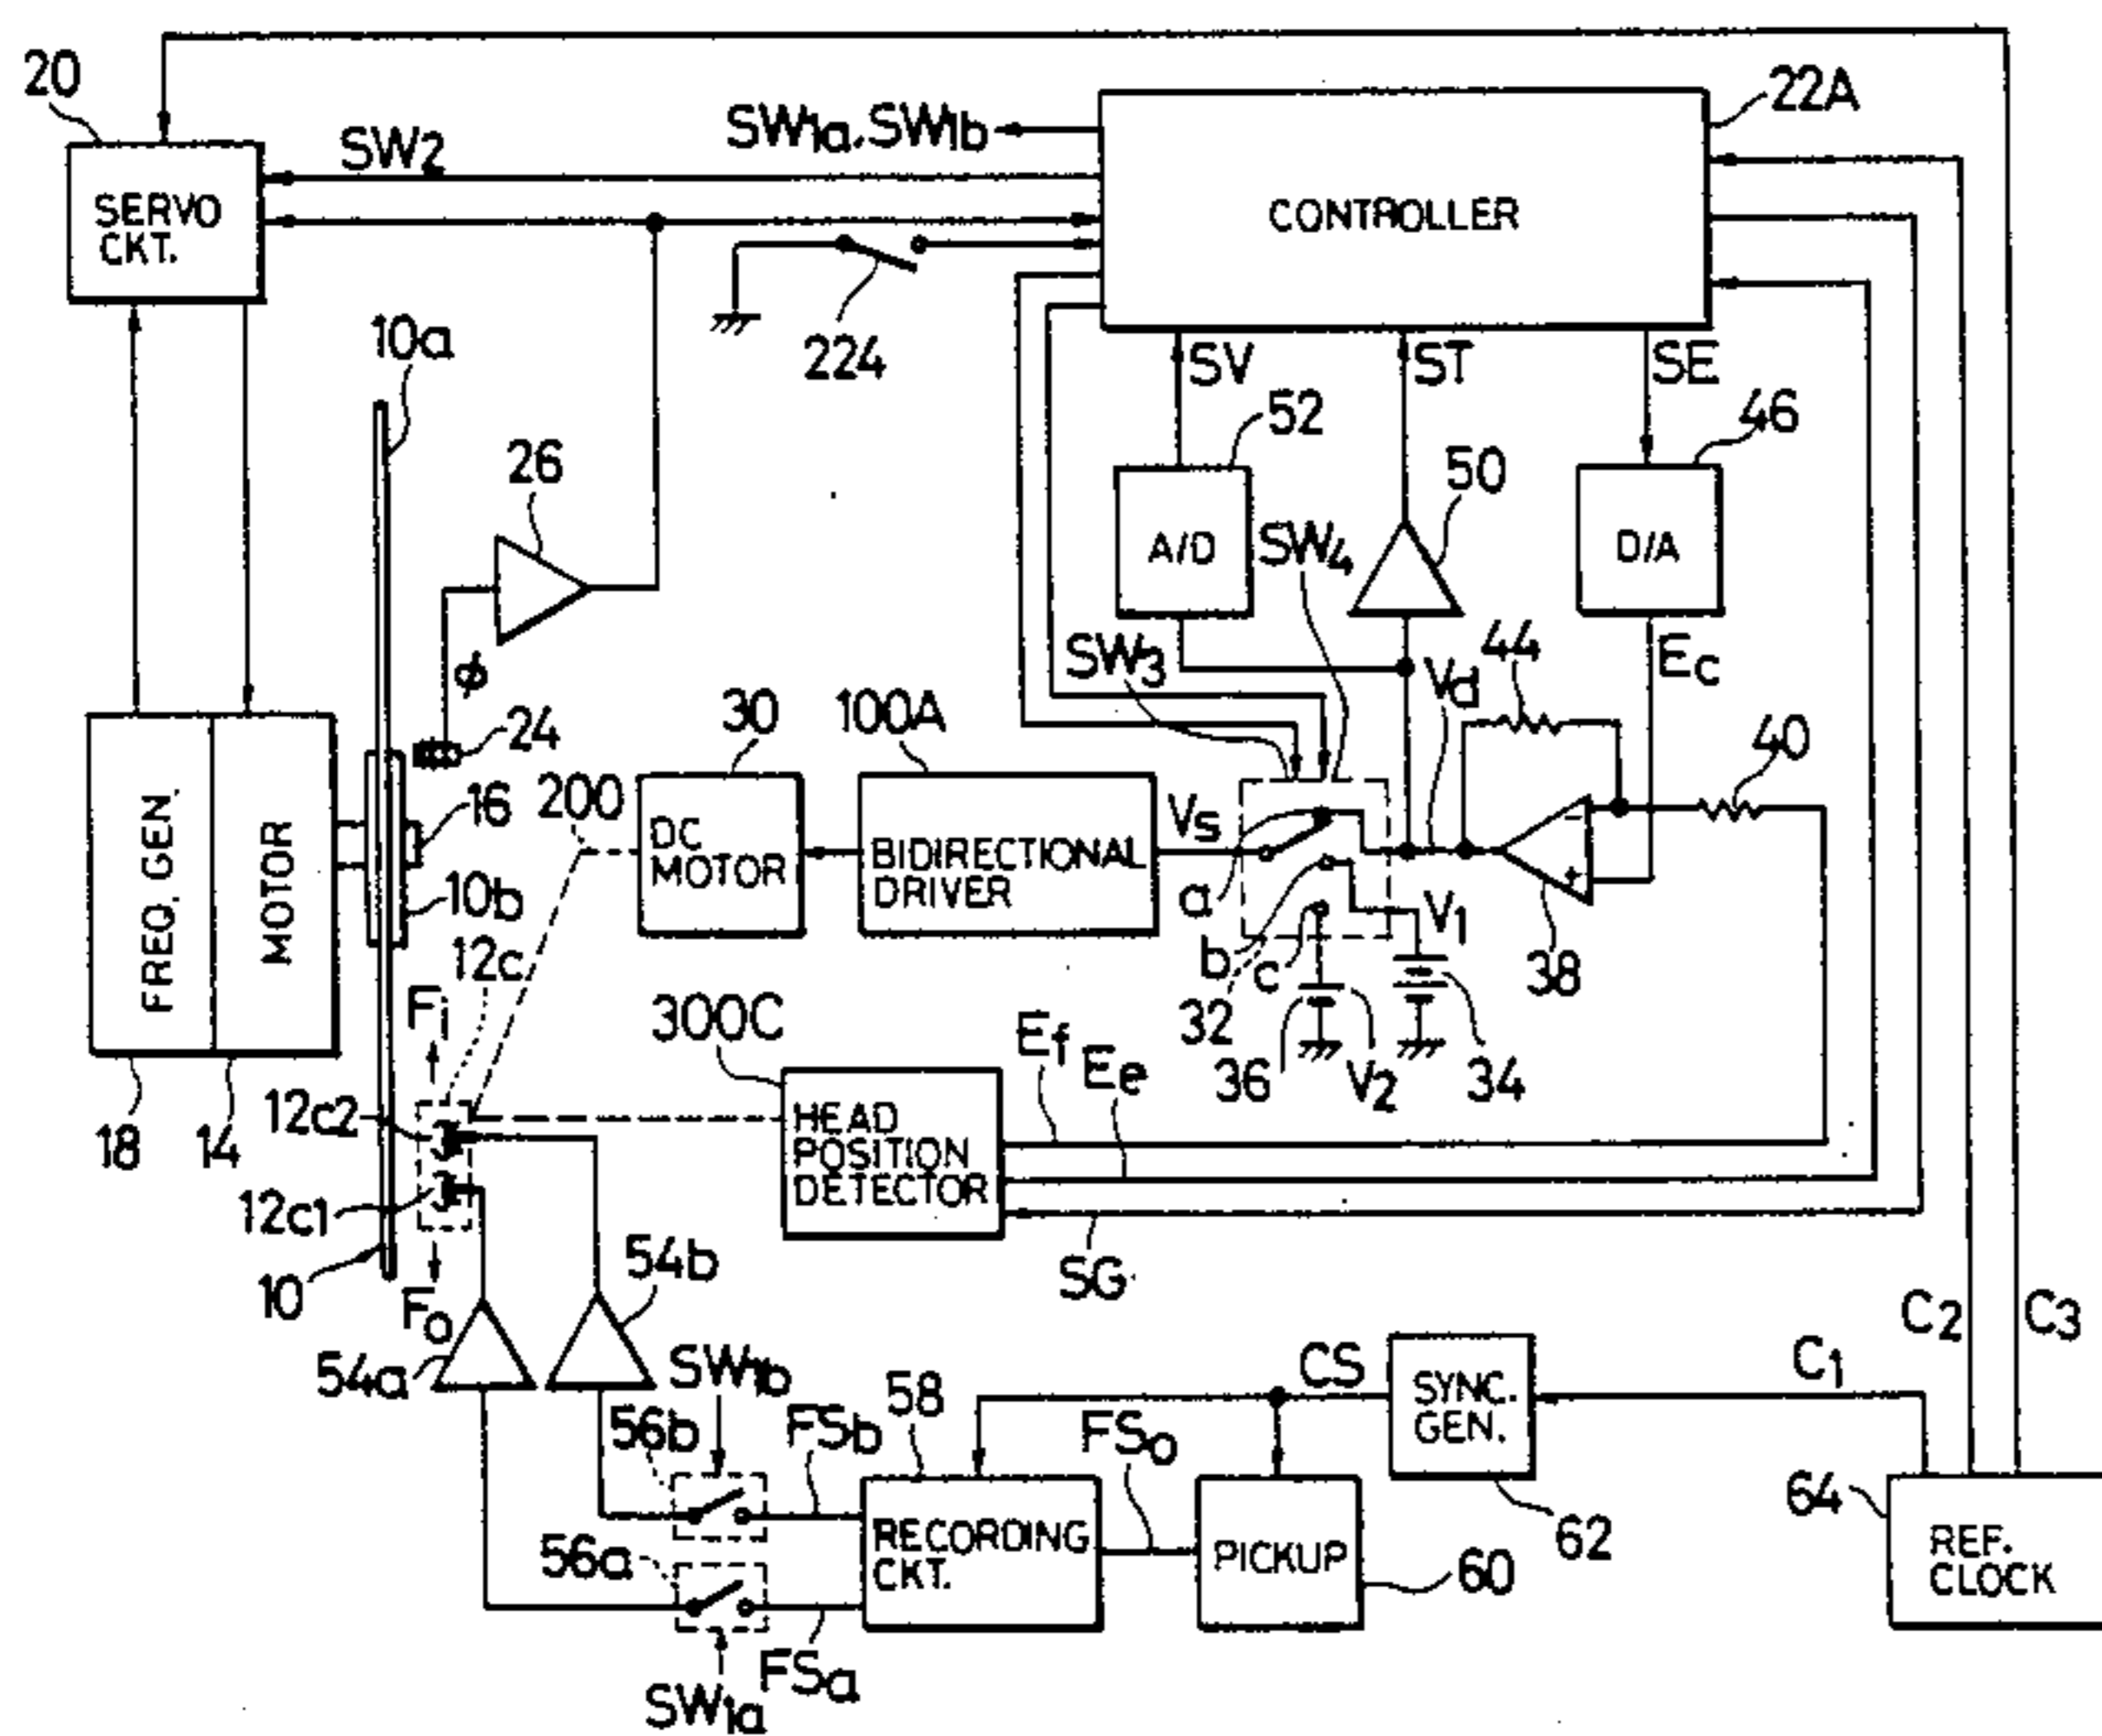 20
SW2
SW1a,SW1b
22A
SERVO
CKT.
CONTROLLER
10a
224
SV
ST
SE
52
46
26
50
A/D
SW4
D/A
44
Ec
SW3
Vd
ϕ
24
30
100A
40
16
200
DC
MOTOR
BIDIRECTIONAL
DRIVER
Vs
a
b
c
V1
-
+
38
10b
12c
FREQ. GEN.
MOTOR
Fi
300C
32
36
V2
34
Ef
Ee
12c2
18
14
HEAD
POSITION
DETECTOR
12c1
10
Fo
54b
SG
C2
C3
54a
SW1b
58
CS
SYNC.
GEN.
C1
56b
FSb
FSo
64
62
RECORDING
CKT.
PICKUP
60
REF.
CLOCK
56a
FSa
SW1a